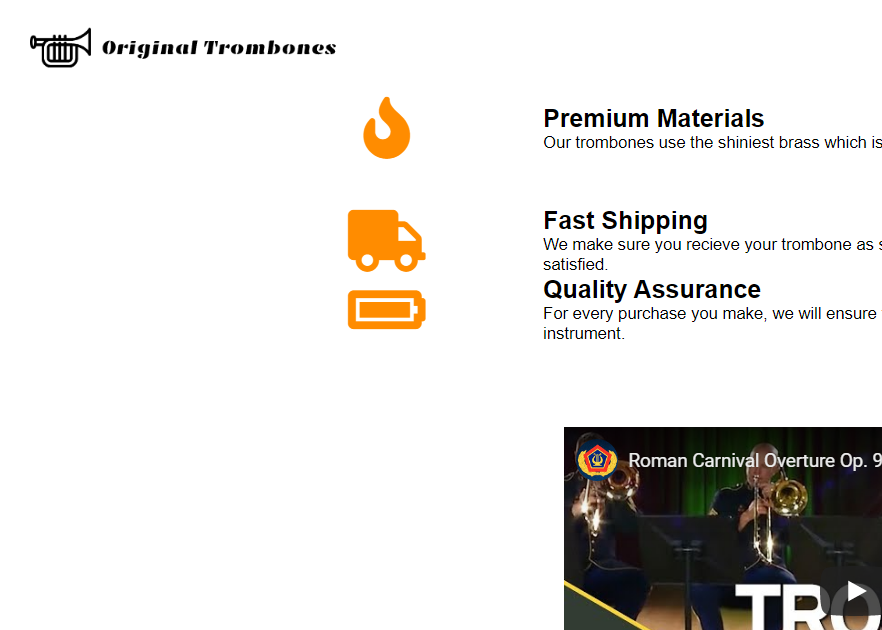 Original Trombones
Premium Materials
Our trombones use the shiniest brass which is
Fast Shipping
We make sure you recieve your trombone as
satisfied.
Quality Assurance
For every purchase you make, we will ensure
instrument.
Roman Carnival Overture Op. 9
TRO